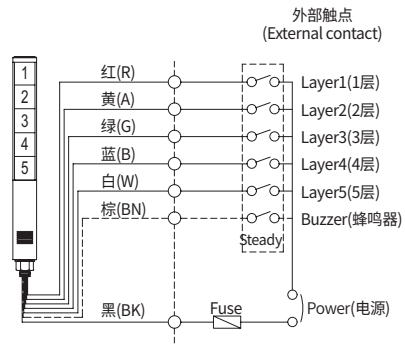 外部触点
(External contact)
1
2
3
4
5
红(R)
黄(A)
绿(G)
蓝(B)
白(W)
棕(BN)
黑(BK)
Layer1(1层)
Layer2(2层)
Layer3(3层)
Layer4(4层)
Layer5(5层)
Buzzer(蜂鸣器)
Steady
Fuse
Power(电源)